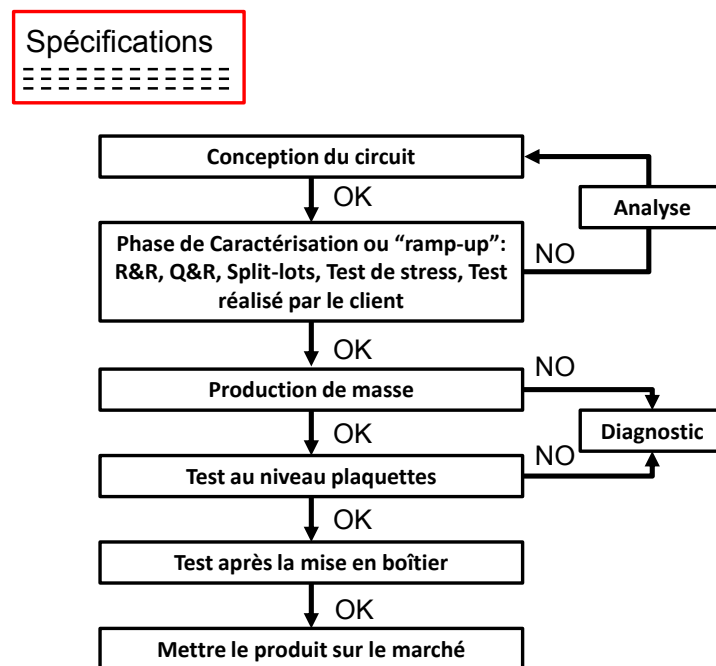 Spécifications
Conception du circuit
OK
Analyse
Phase de Caractérisation ou “ramp-up”:
R&R, Q&R, Split-lots, Test de stress, Test
réalisé par le client
NO
OK
Production de masse
NO
OK
Diagnostic
Test au niveau plaquettes
NO
OK
Test après la mise en boîtier
OK
Mettre le produit sur le marché